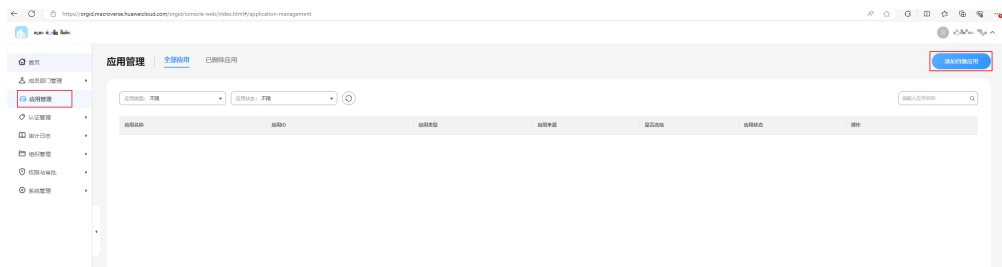 https://orgid.macroverse.huaweicloud.com/orgid/console-web/index.html#/application-management
首页
成员部门管理
应用管理
认证管理
审计日志
组织管理
权限与审批
系统管理
应用管理 全部应用 已删除应用
添加自建应用
应用类型: 不限 应用状态: 不限 请输入应用名称
应用名称 应用ID 应用类型 应用来源 是否冻结 应用状态 操作